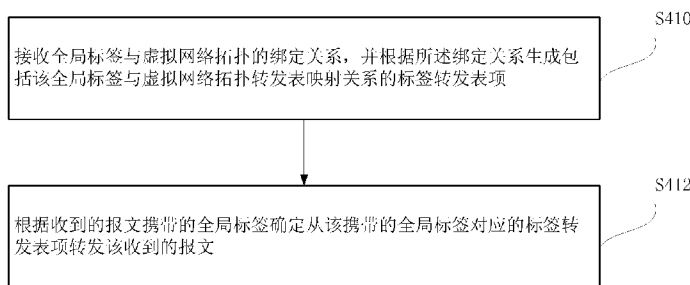 S410
接收全局标签与虚拟网络拓扑的绑定关系，并根据所述绑定关系生成包
括该全局标签与虚拟网络拓扑转发表映射关系的标签转发表项
S412
根据收到的报文携带的全局标签确定从该携带的全局标签对应的标签转
发表项转发该收到的报文